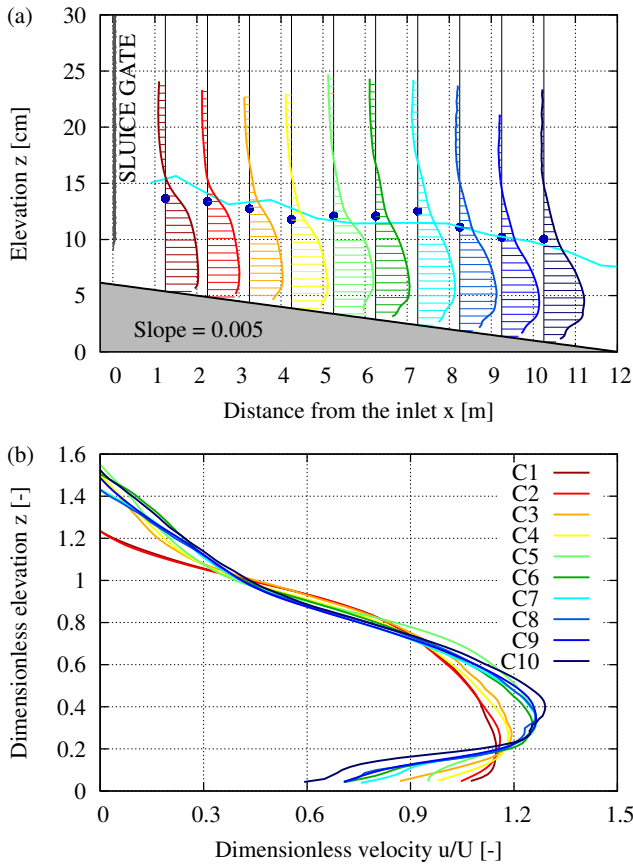 (a)
30
25
20
15
10
5
0
Elevation z [cm]
SLUICE GATE
Slope = 0.005
0 1 2 3 4 5 6 7 8 9 10 11 12
Distance from the inlet x [m]
(b)
1.6
1.4
1.2
1
0.8
0.6
0.4
0.2
0
Dimensionless elevation z [-]
C1
C2
C3
C4
C5
C6
C7
C8
C9
C10
0 0.3 0.6 0.9 1.2 1.5
Dimensionless velocity u/U [-]